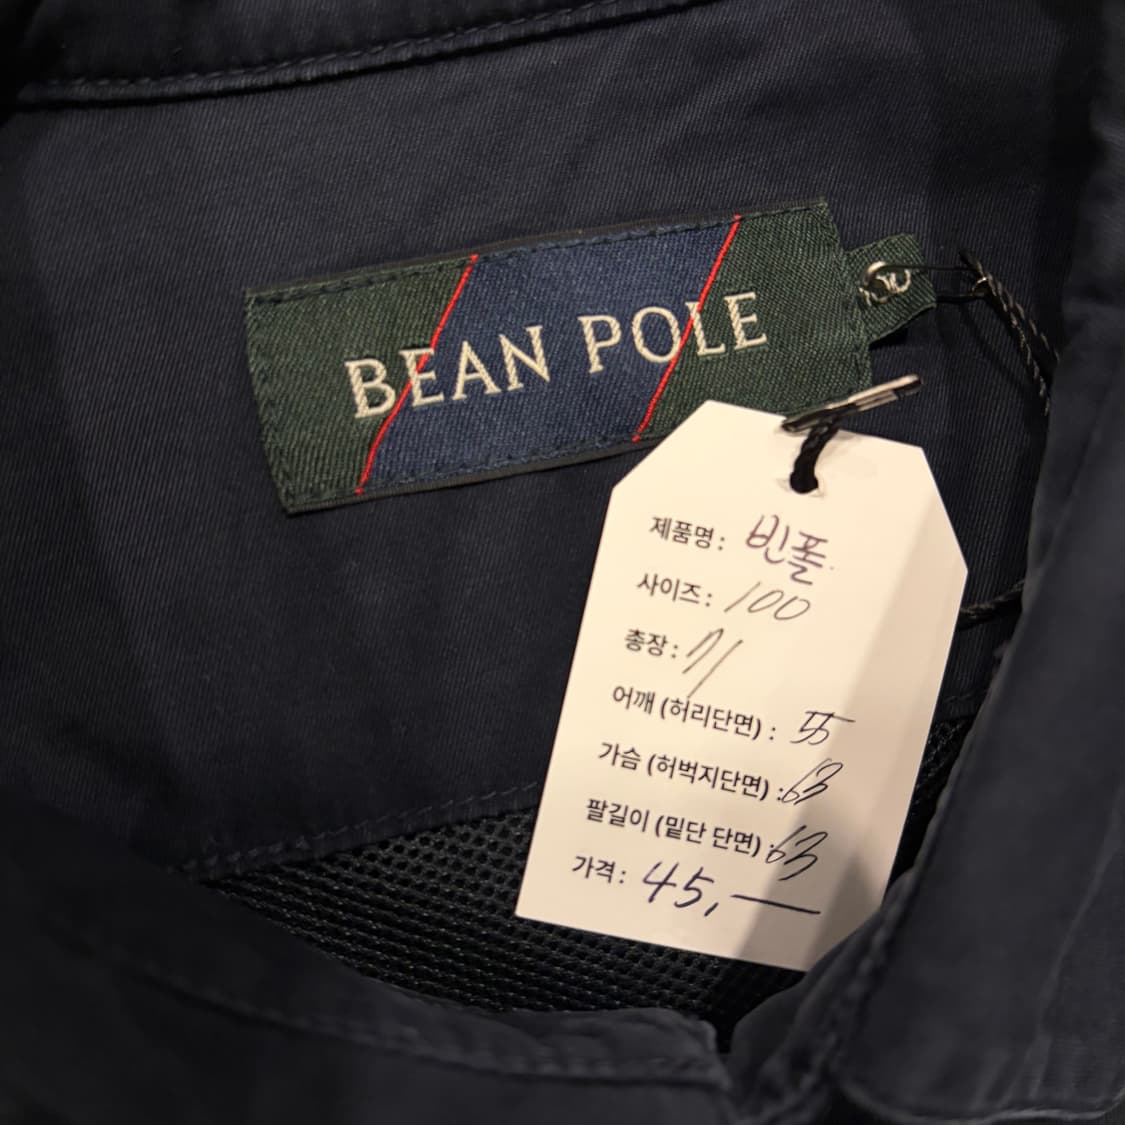 BEAN POLE
제품명: 빈폴
사이즈: 100
총장: 71
어깨 (허리단면) : 55
가슴 (허벅지단면) : 63
팔길이 (밑단 단면) : 63
가격: 45,—